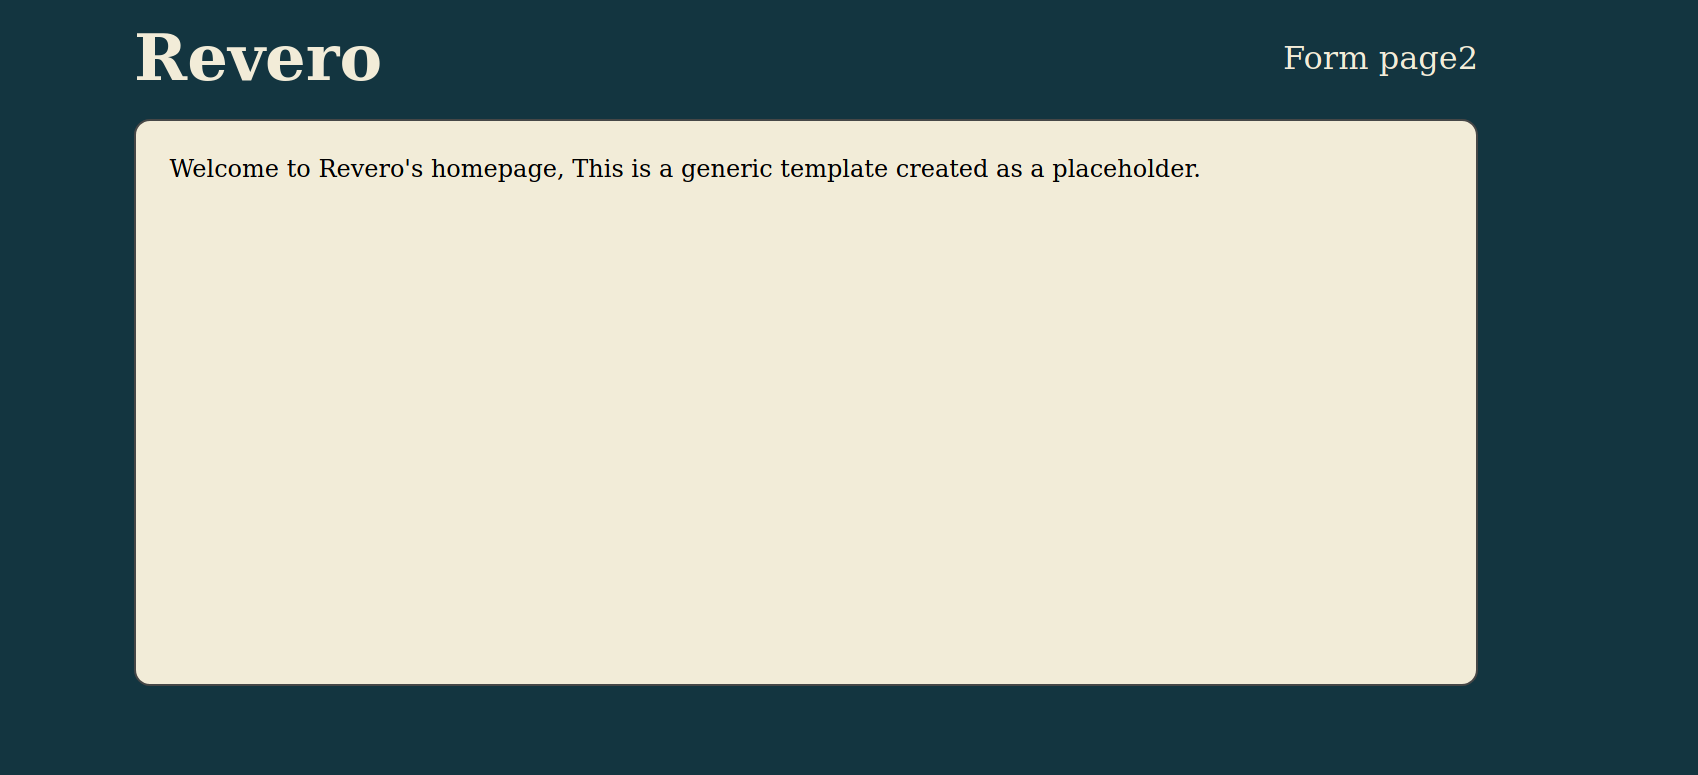 Revero
Form page2
Welcome to Revero's homepage, This is a generic template created as a placeholder.